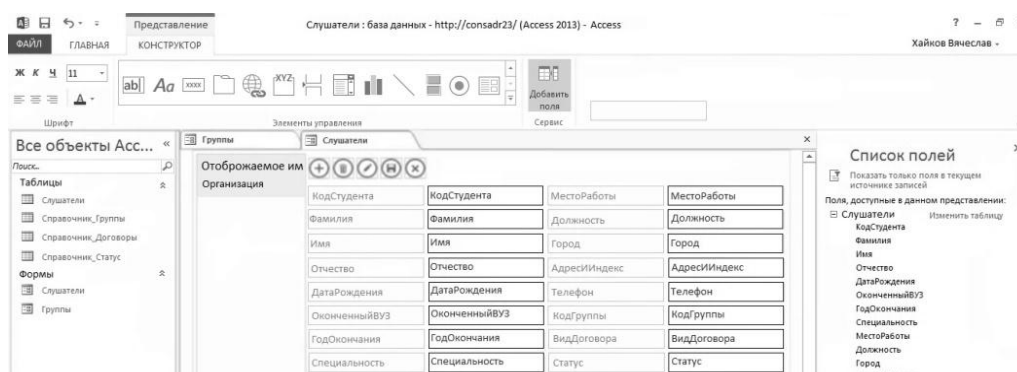 Представление
Слушатели : база данных - http://consadr23/ (Access 2013) - Access
? – 
ФАЙЛ ГЛАВНАЯ КОНСТРУКТОР
Хайков Вячеслав
Ж К Ч 11
ab| Aa xxxx XYZ
Добавить поля
Шрифт
Элементы управления
Сервис
Все объекты Acc... «
Поиск...
Таблицы
Слушатели
Справочник_Группы
Справочник_Договоры
Справочник_Статус
Формы
Слушатели
Группы
Группы
Слушатели
Отображаемое им
Организация
КодСтудента КодСтудента МестоРаботы МестоРаботы
Фамилия Фамилия Должность Должность
Имя Имя Город Город
Отчество Отчество АдресИИндекс АдресИИндекс
ДатаРождения ДатаРождения Телефон Телефон
ОконченныйВУЗ ОконченныйВУЗ КодГруппы КодГруппы
ГодОкончания ГодОкончания ВидДоговора ВидДоговора
Специальность Специальность Статус Статус
Список полей
Показать только поля в текущем
источнике записей
Поля, доступные в данном представлении:
Слушатели Изменить таблицу
КодСтудента
Фамилия
Имя
Отчество
ДатаРождения
ОконченныйВУЗ
ГодОкончания
Специальность
МестоРаботы
Должность
Город